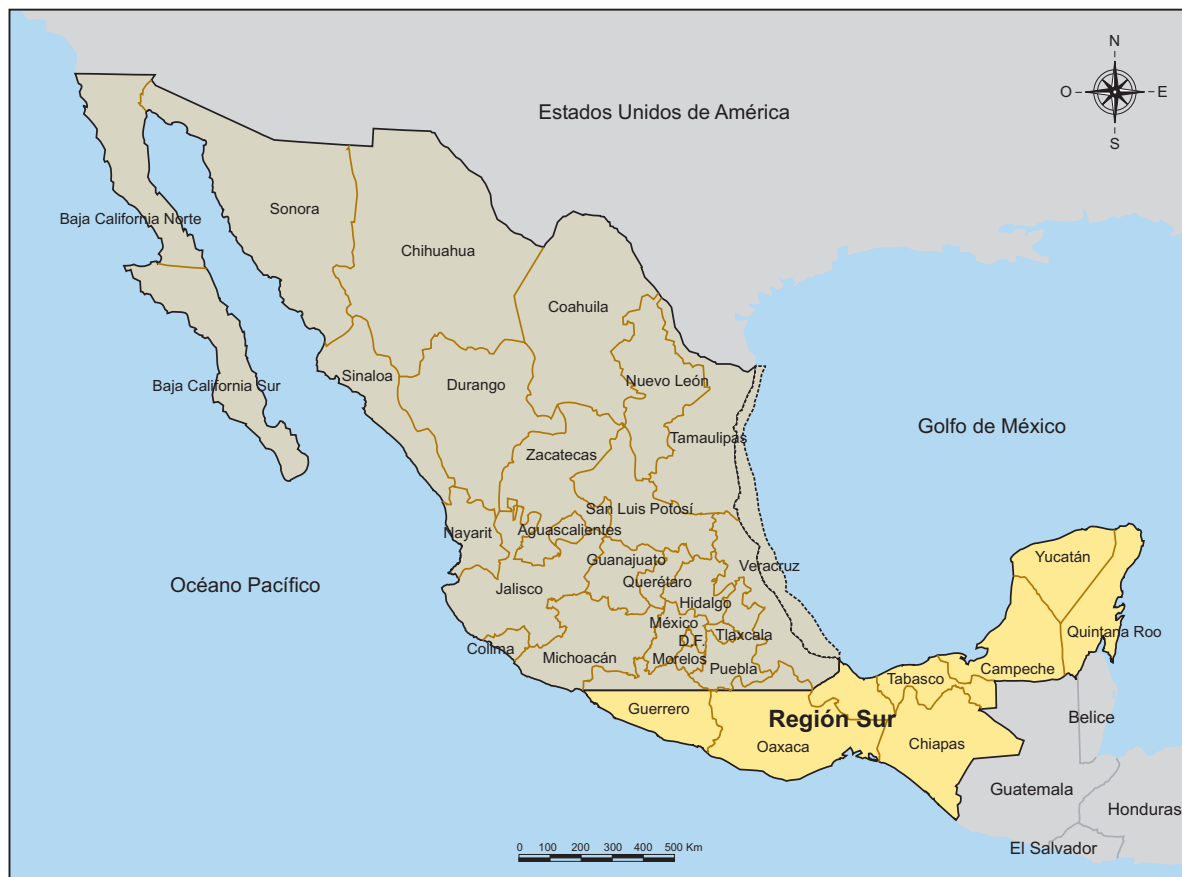 N
O
E
S
Estados Unidos de América
Baja California Norte
Sonora
Chihuahua
Coahuila
Baja California Sur
Sinaloa
Durango
Nuevo León
Tamaulipas
Golfo de México
Zacatecas
San Luis Potosí
Nayarit
Aguascalientes
Yucatán
Océano Pacífico
Jalisco
Guanajuato
Querétaro
Veracruz
Hidalgo
México
D.F.
Tlaxcala
Quintana Roo
Colima
Michoacán
Morelos
Puebla
Campeche
Tabasco
Guerrero
Región Sur
Oaxaca
Chiapas
Belice
Guatemala
Honduras
El Salvador
0 100 200 300 400 500 Km